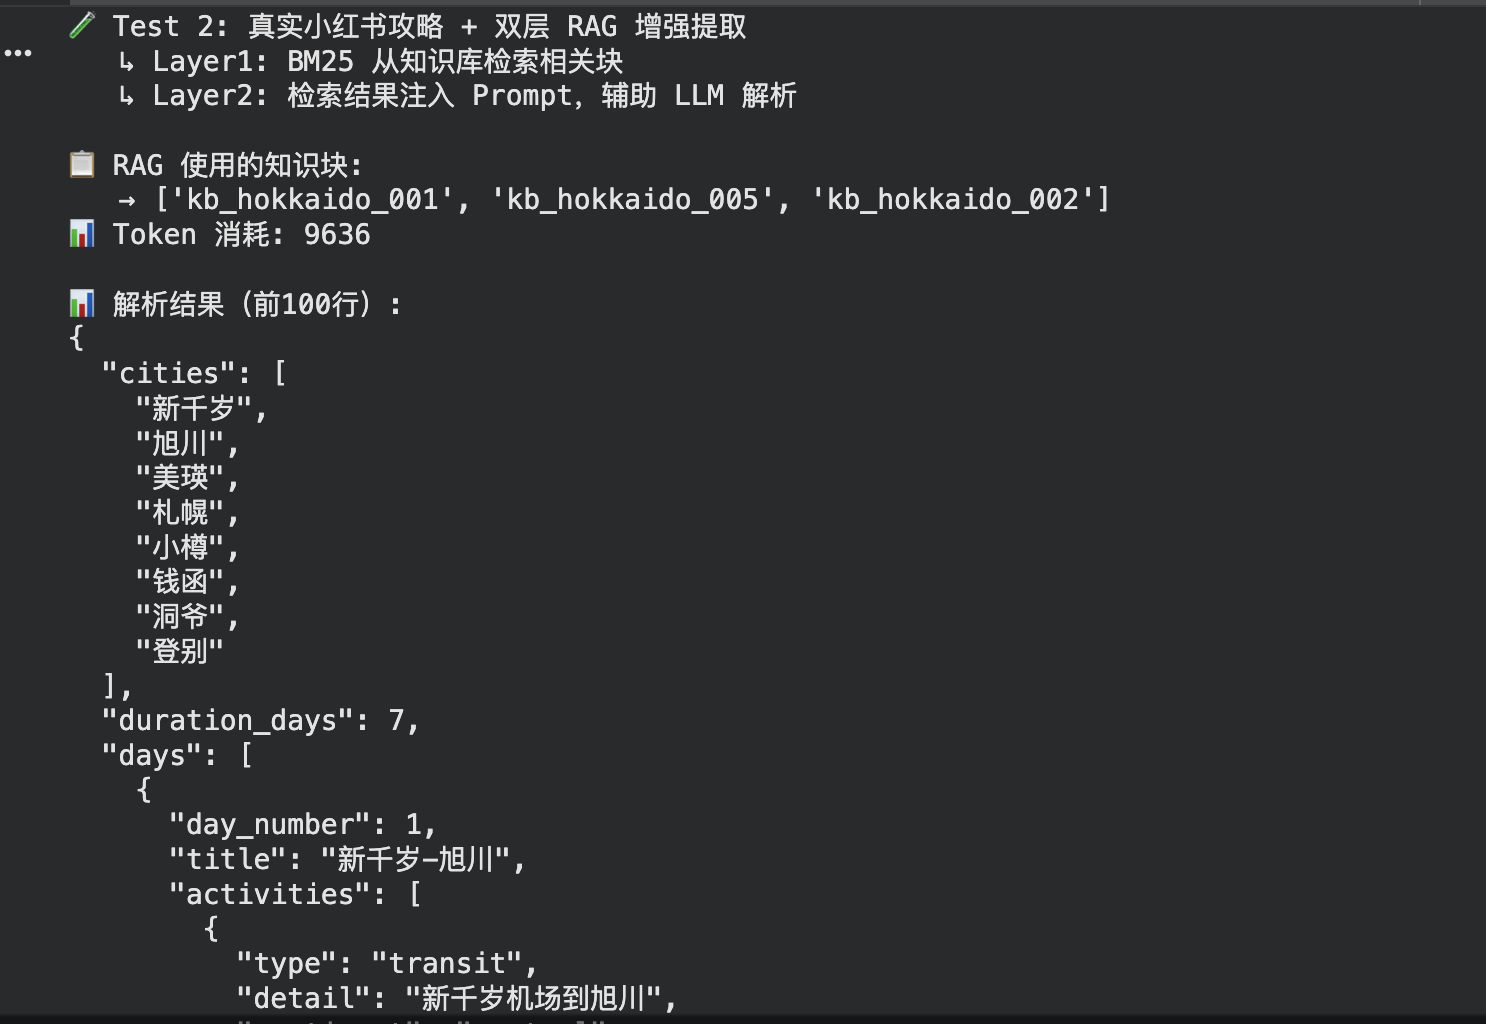 🧪 Test 2: 真实小红书攻略 + 双层 RAG 增强提取
↳ Layer1: BM25 从知识库检索相关块
↳ Layer2: 检索结果注入 Prompt，辅助 LLM 解析
📋 RAG 使用的知识块:
→ ['kb_hokkaido_001', 'kb_hokkaido_005', 'kb_hokkaido_002']
📊 Token 消耗: 9636
📊 解析结果（前100行）:
{
"cities": [
"新千岁",
"旭川",
"美瑛",
"札幌",
"小樽",
"钱函",
"洞爷",
"登别"
],
"duration_days": 7,
"days": [
{
"day_number": 1,
"title": "新千岁-旭川",
"activities": [
{
"type": "transit",
"detail": "新千岁机场到旭川",